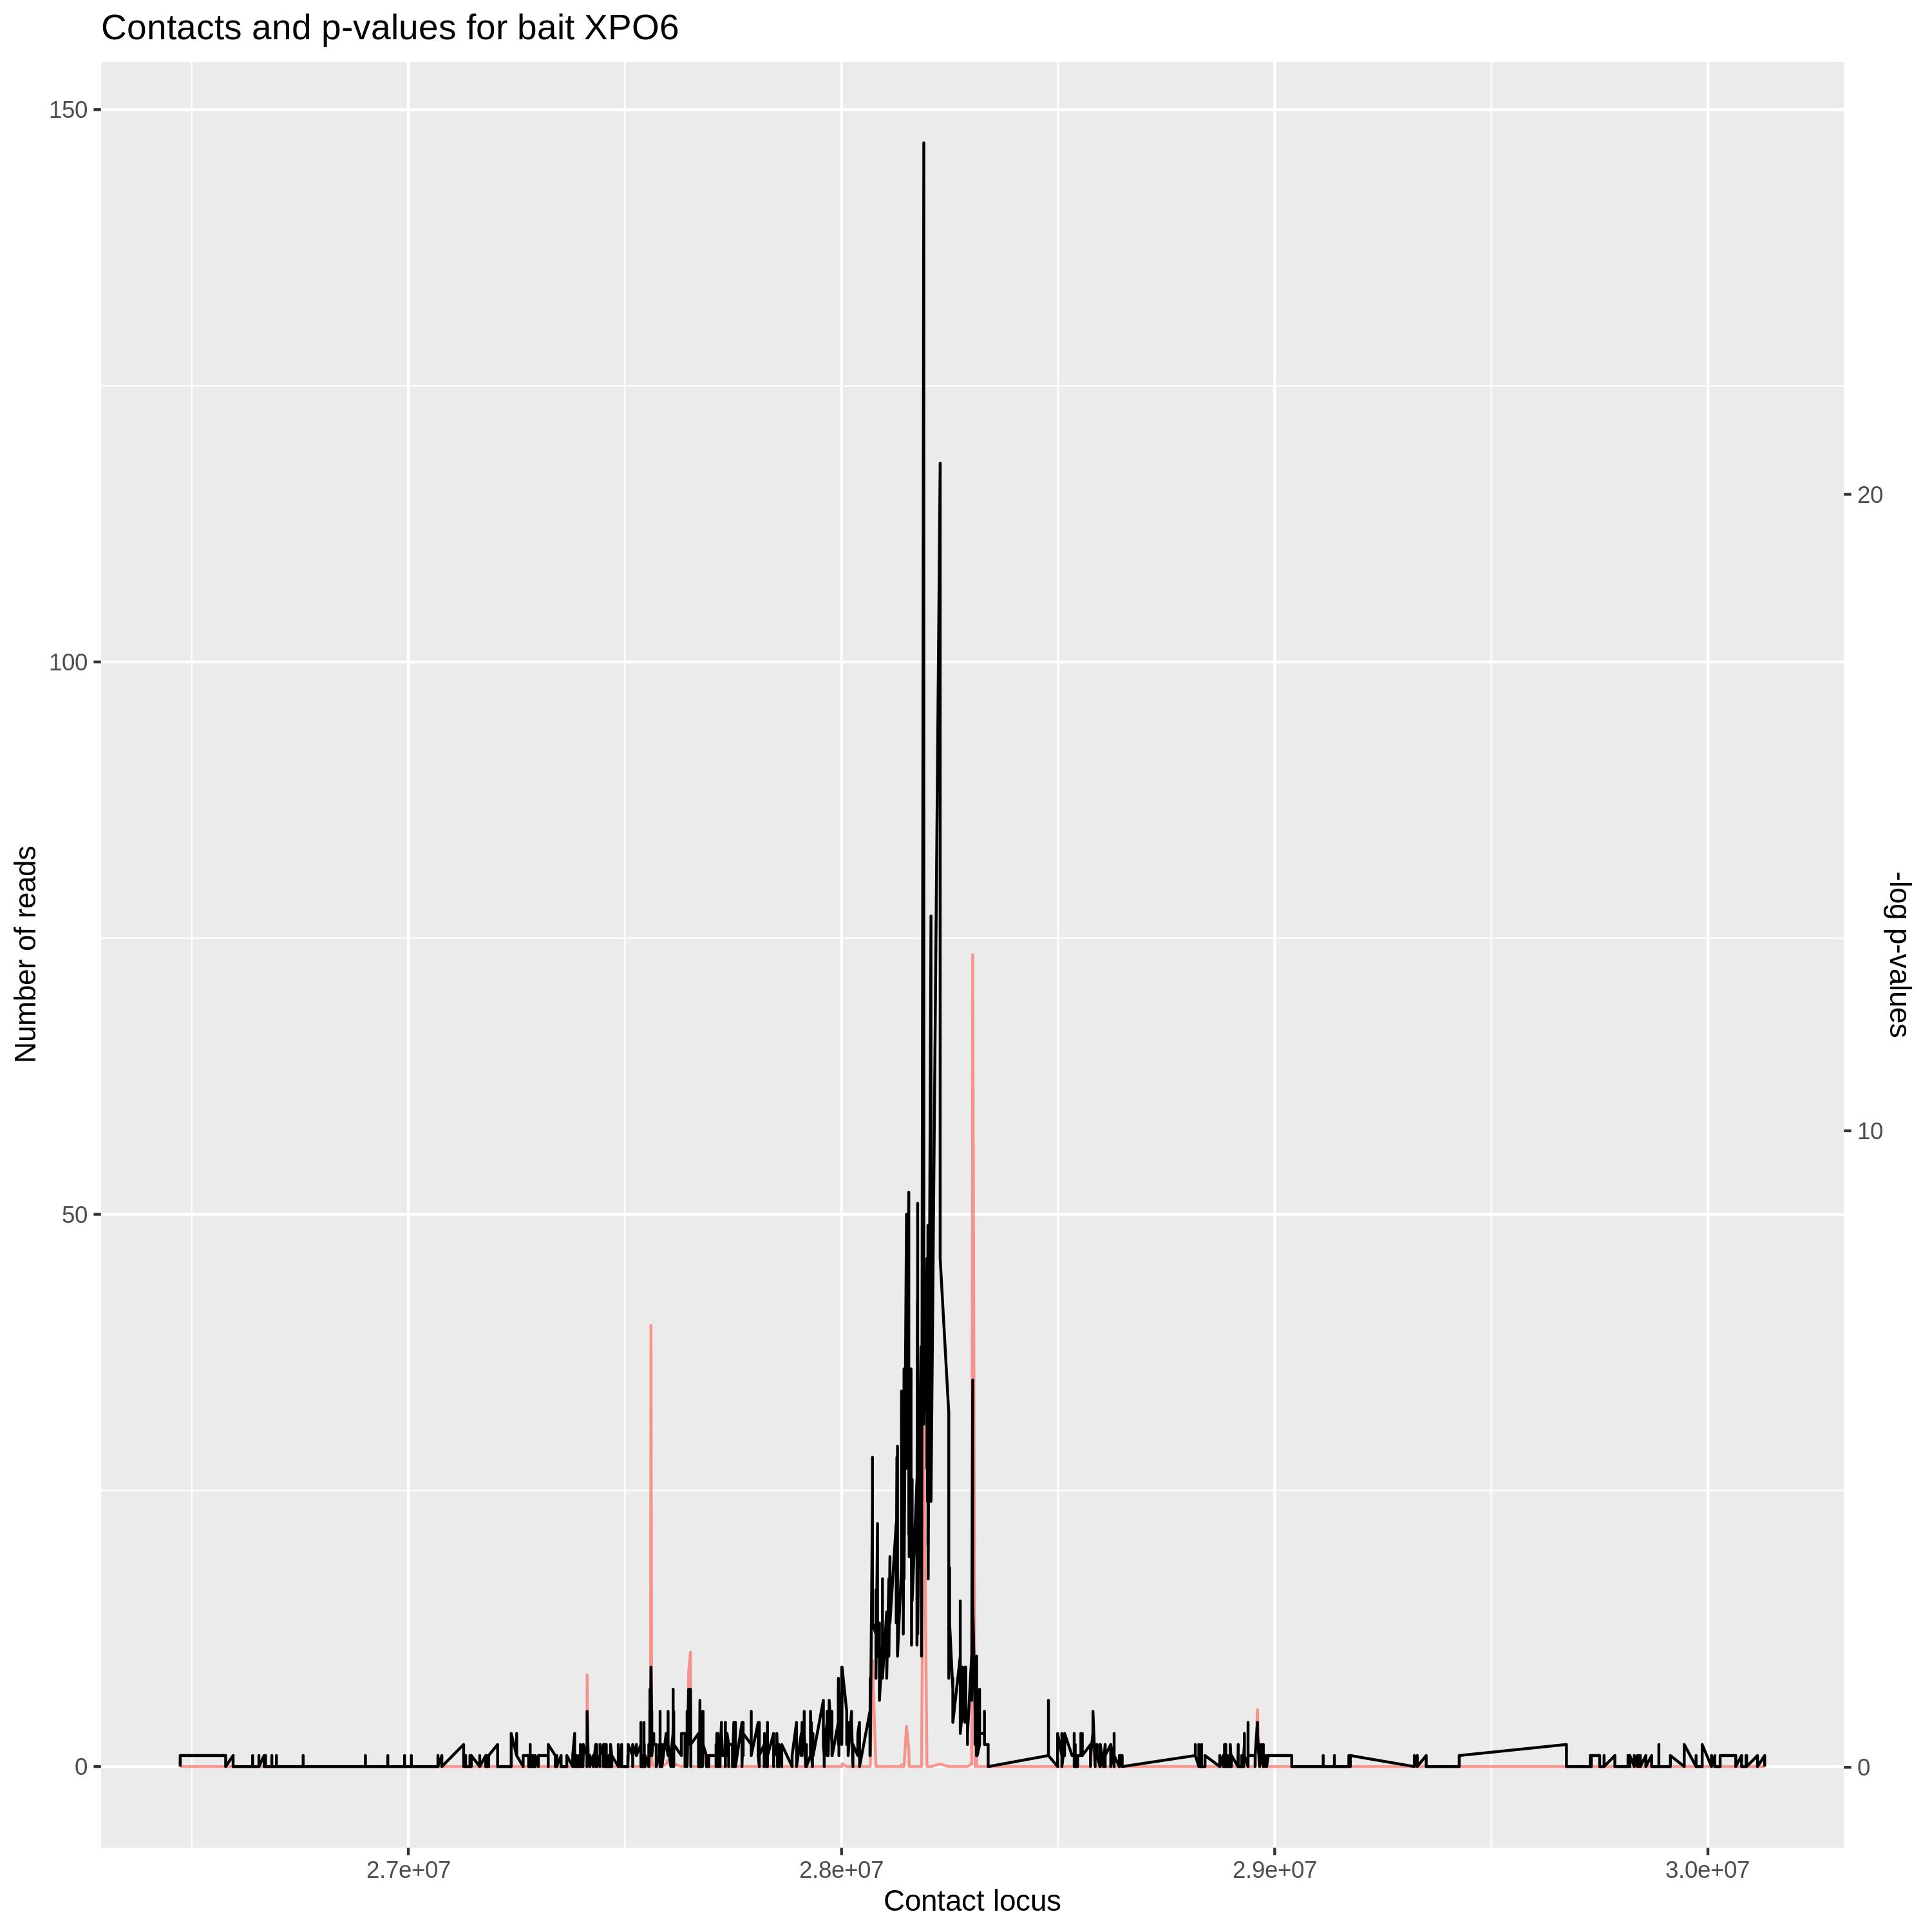 Contacts and p-values for bait XPO6
150
100
50
0
Number of reads
20
10
0
-log p-values
2.7e+07 2.8e+07 2.9e+07 3.0e+07
Contact locus